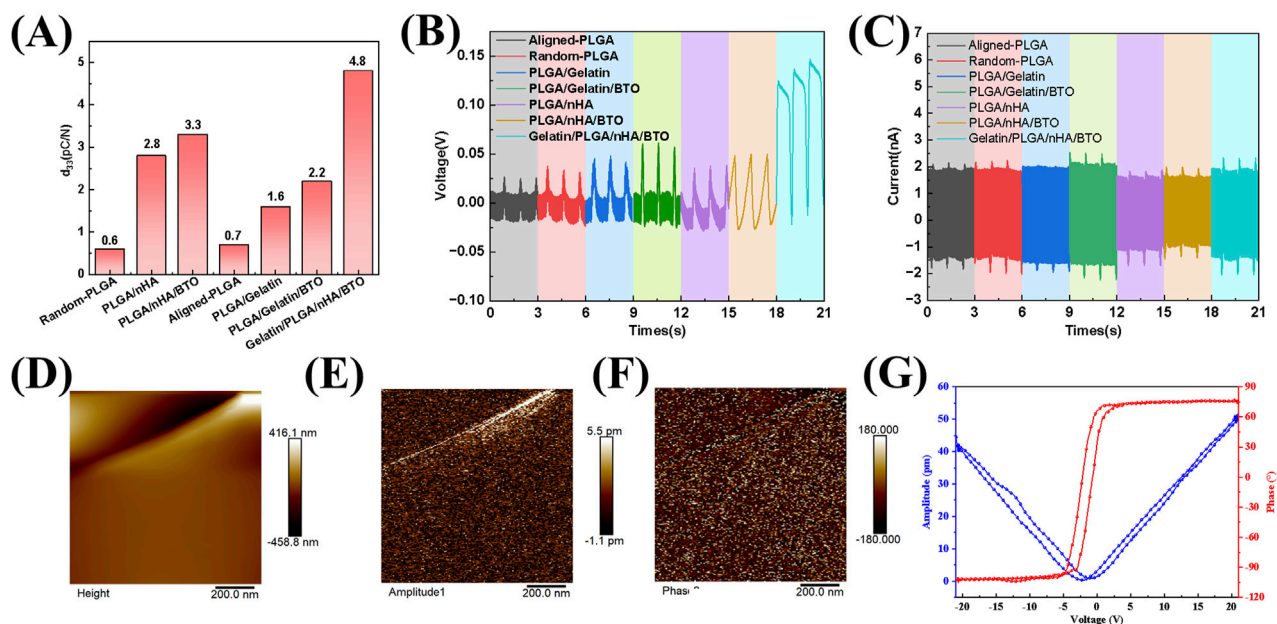 (A)
d33(pC/N)
5
4
3
2
1
0
0.6
2.8
3.3
0.7
1.6
2.2
4.8
Random-PLGA
PLGA/nHA
PLGA/nHA/BTO
Aligned-PLGA
PLGA/Gelatin
PLGA/Gelatin/BTO
Gelatin/PLGA/nHA/BTO
(B)
Voltage(V)
0.15
0.10
0.05
0.00
−0.05
−0.10
Aligned-PLGA
Random-PLGA
PLGA/Gelatin
PLGA/Gelatin/BTO
PLGA/nHA
PLGA/nHA/BTO
Gelatin/PLGA/nHA/BTO
0 3 6 9 12 15 18 21
Times(s)
(C)
Current(nA)
7
6
5
4
3
2
1
0
−1
−2
−3
Aligned-PLGA
Random-PLGA
PLGA/Gelatin
PLGA/Gelatin/BTO
PLGA/nHA
PLGA/nHA/BTO
Gelatin/PLGA/nHA/BTO
0 3 6 9 12 15 18 21
Times(s)
(D)
416.1 nm
-458.8 nm
Height
200.0 nm
(E)
5.5 pm
-1.1 pm
Amplitude1
200.0 nm
(F)
180.000
-180.000
200.0 nm
(G)
Amplitude (pm)
60
50
40
30
20
10
0
Phase (°)
90
60
30
0
-30
-60
-90
-120
-20 -15 -10 -5 0 5 10 15 20
Voltage (V)